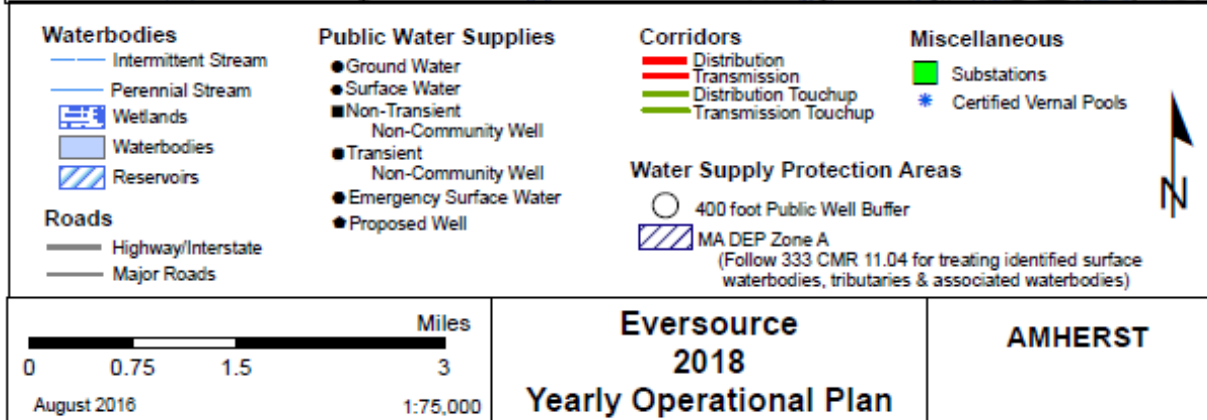 Waterbodies
Intermittent Stream
Perennial Stream
Wetlands
Waterbodies
Reservoirs
Roads
Highway/Interstate
Major Roads
Public Water Supplies
Ground Water
Surface Water
Non-Transient
Non-Community Well
Transient
Non-Community Well
Emergency Surface Water
Proposed Well
Corridors
Distribution
Transmission
Distribution Touchup
Transmission Touchup
Miscellaneous
Substations
Certified Vernal Pools
Water Supply Protection Areas
400 foot Public Well Buffer
MA DEP Zone A
(Follow 333 CMR 11.04 for treating identified surface
waterbodies, tributaries & associated waterbodies)
N
Miles
0 0.75 1.5 3
August 2016 1:75,000
Eversource
2018
Yearly Operational Plan
AMHERST